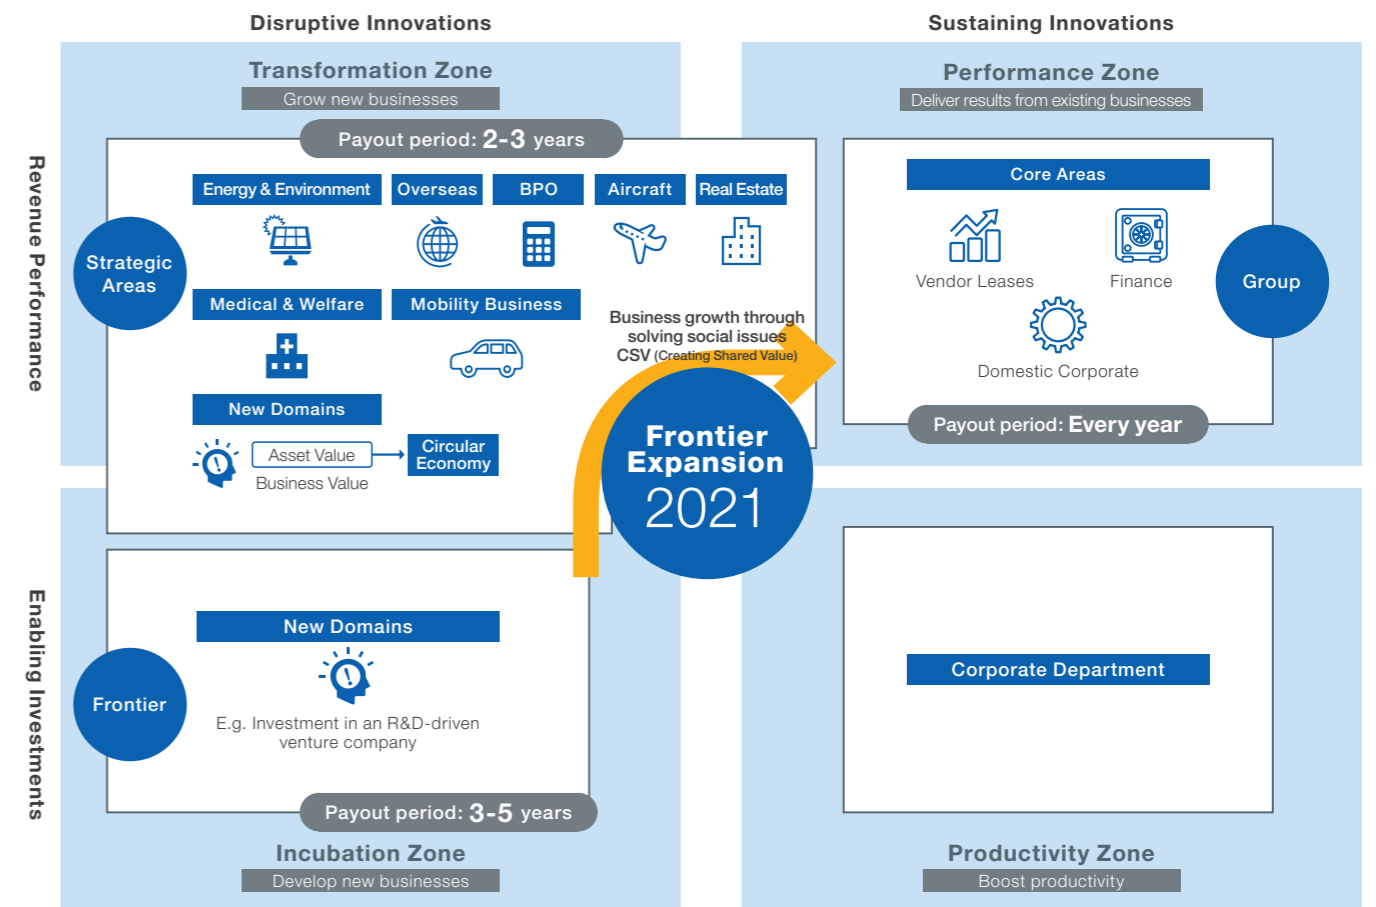 Disruptive Innovations
Sustaining Innovations
Revenue Performance
Enabling Investments
Transformation Zone
Grow new businesses
Payout period: 2-3 years
Strategic
Areas
Energy & Environment
Overseas
BPO
Aircraft
Real Estate
Medical & Welfare
Mobility Business
New Domains
Asset Value
Business Value
Circular
Economy
Business growth through
solving social issues
CSV (Creating Shared Value)
Frontier
Expansion
2021
Performance Zone
Deliver results from existing businesses
Core Areas
Vendor Leases
Finance
Domestic Corporate
Group
Payout period: Every year
Frontier
New Domains
E.g. Investment in an R&D-driven
venture company
Payout period: 3-5 years
Incubation Zone
Develop new businesses
Corporate Department
Productivity Zone
Boost productivity